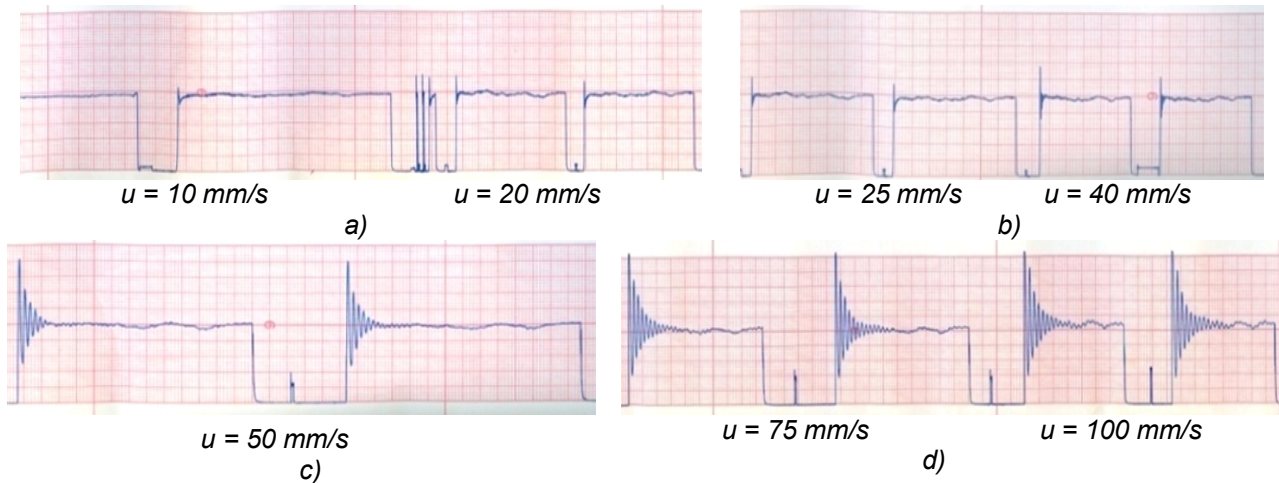 u = 10 mm/s
u = 20 mm/s
a)
u = 25 mm/s
u = 40 mm/s
b)
u = 50 mm/s
c)
u = 75 mm/s
u = 100 mm/s
d)